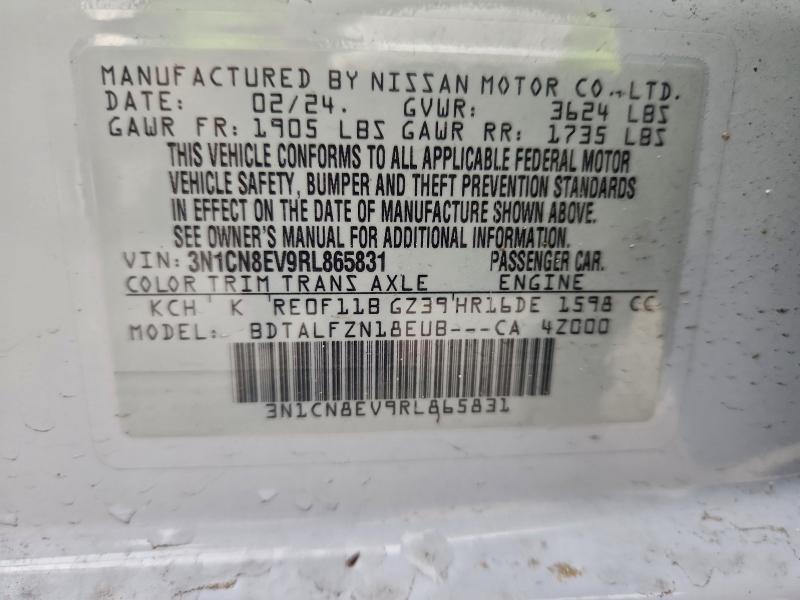 MANUFACTURED BY NISSAN MOTOR CO.,LTD.
DATE: 02/24. GVWR: 3624 LBS
GAWR FR: 1905 LBS GAWR RR: 1735 LBS
THIS VEHICLE CONFORMS TO ALL APPLICABLE FEDERAL MOTOR
VEHICLE SAFETY, BUMPER AND THEFT PREVENTION STANDARDS
IN EFFECT ON THE DATE OF MANUFACTURE SHOWN ABOVE.
SEE OWNER'S MANUAL FOR ADDITIONAL INFORMATION.
VIN: 3N1CN8EV9RL865831 PASSENGER CAR.
COLOR TRIM TRANS AXLE ENGINE
KCH K RE0F11B GZ39 HR16DE 1598 CC
MODEL: BDTALFZN18EUB---CA 4Z000
3N1CN8EV9RL865831